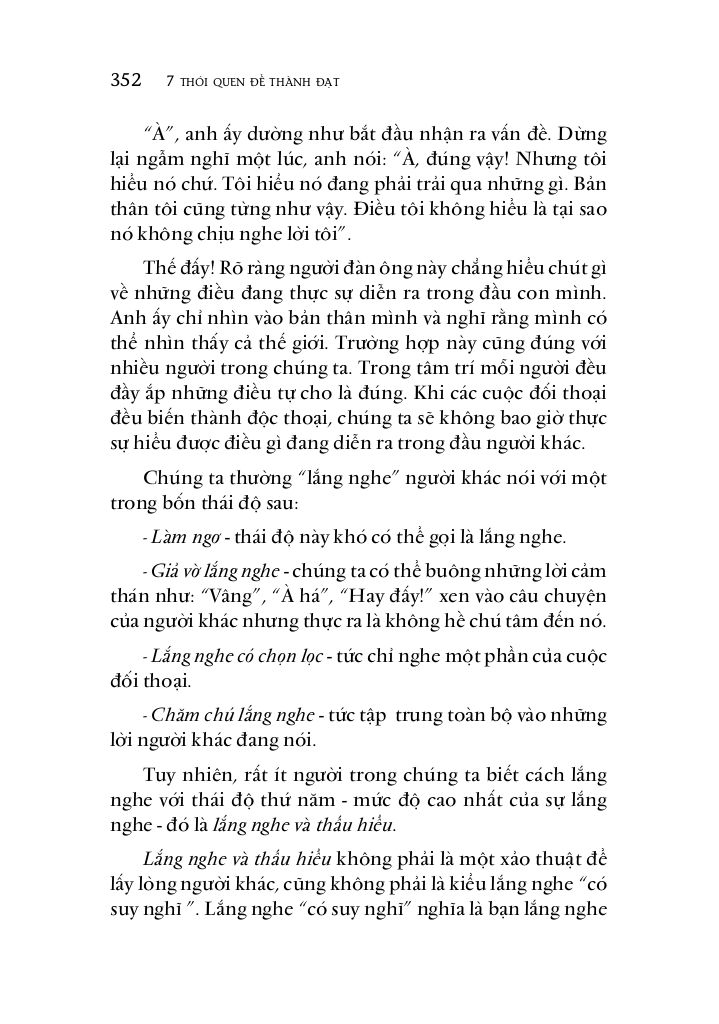 352 7 THÓI QUEN ĐỂ THÀNH ĐẠT
“À”, anh ấy dường như bắt đầu nhận ra vấn đề. Dừng
lại ngẫm nghĩ một lúc, anh nói: “À, đúng vậy! Nhưng tôi
hiểu nó chứ. Tôi hiểu nó đang phải trải qua những gì. Bản
thân tôi cũng từng như vậy. Điều tôi không hiểu là tại sao
nó không chịu nghe lời tôi”.
Thế đấy! Rõ ràng người đàn ông này chẳng hiểu chút gì
về những điều đang thực sự diễn ra trong đầu con mình.
Anh ấy chỉ nhìn vào bản thân mình và nghĩ rằng mình có
thể nhìn thấy cả thế giới. Trường hợp này cũng đúng với
nhiều người trong chúng ta. Trong tâm trí mỗi người đều
đầy ắp những điều tự cho là đúng. Khi các cuộc đối thoại
đều biến thành độc thoại, chúng ta sẽ không bao giờ thực
sự hiểu được điều gì đang diễn ra trong đầu người khác.
Chúng ta thường “lắng nghe” người khác nói với một
trong bốn thái độ sau:
- Làm ngơ - thái độ này khó có thể gọi là lắng nghe.
- Giả vờ lắng nghe - chúng ta có thể buông những lời cảm
thán như: “Vâng”, “À há”, “Hay đấy!” xen vào câu chuyện
của người khác nhưng thực ra là không hề chú tâm đến nó.
- Lắng nghe có chọn lọc - tức chỉ nghe một phần của cuộc
đối thoại.
- Chăm chú lắng nghe - tức tập trung toàn bộ vào những
lời người khác đang nói.
Tuy nhiên, rất ít người trong chúng ta biết cách lắng
nghe với thái độ thứ năm - mức độ cao nhất của sự lắng
nghe - đó là lắng nghe và thấu hiểu.
Lắng nghe và thấu hiểu không phải là một xảo thuật để
lấy lòng người khác, cũng không phải là kiểu lắng nghe “có
suy nghĩ ”. Lắng nghe “có suy nghĩ” nghĩa là bạn lắng nghe